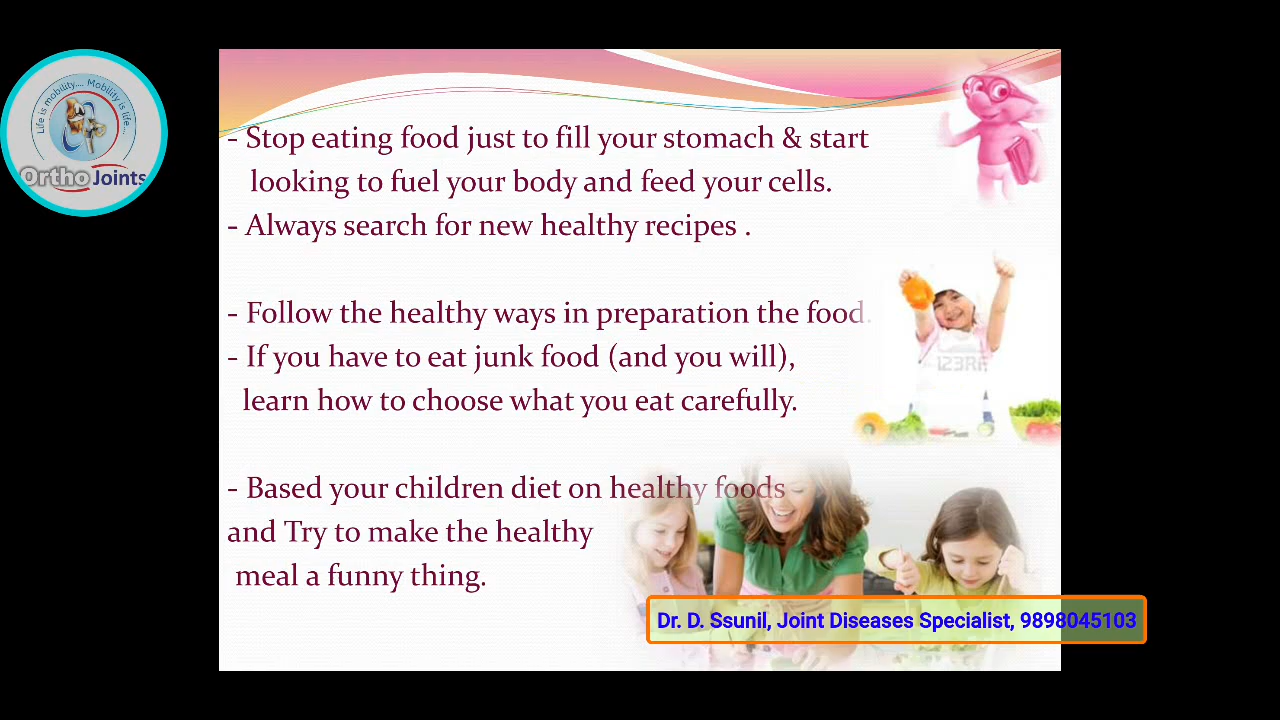 Life is mobility.... Mobility is life..
Ortho Joints
- Stop eating food just to fill your stomach & start
looking to fuel your body and feed your cells.
- Always search for new healthy recipes .
- Follow the healthy ways in preparation the food.
- If you have to eat junk food (and you will),
learn how to choose what you eat carefully.
- Based your children diet on healthy foods
and Try to make the healthy
meal a funny thing.
Dr. D. Ssunil, Joint Diseases Specialist, 9898045103